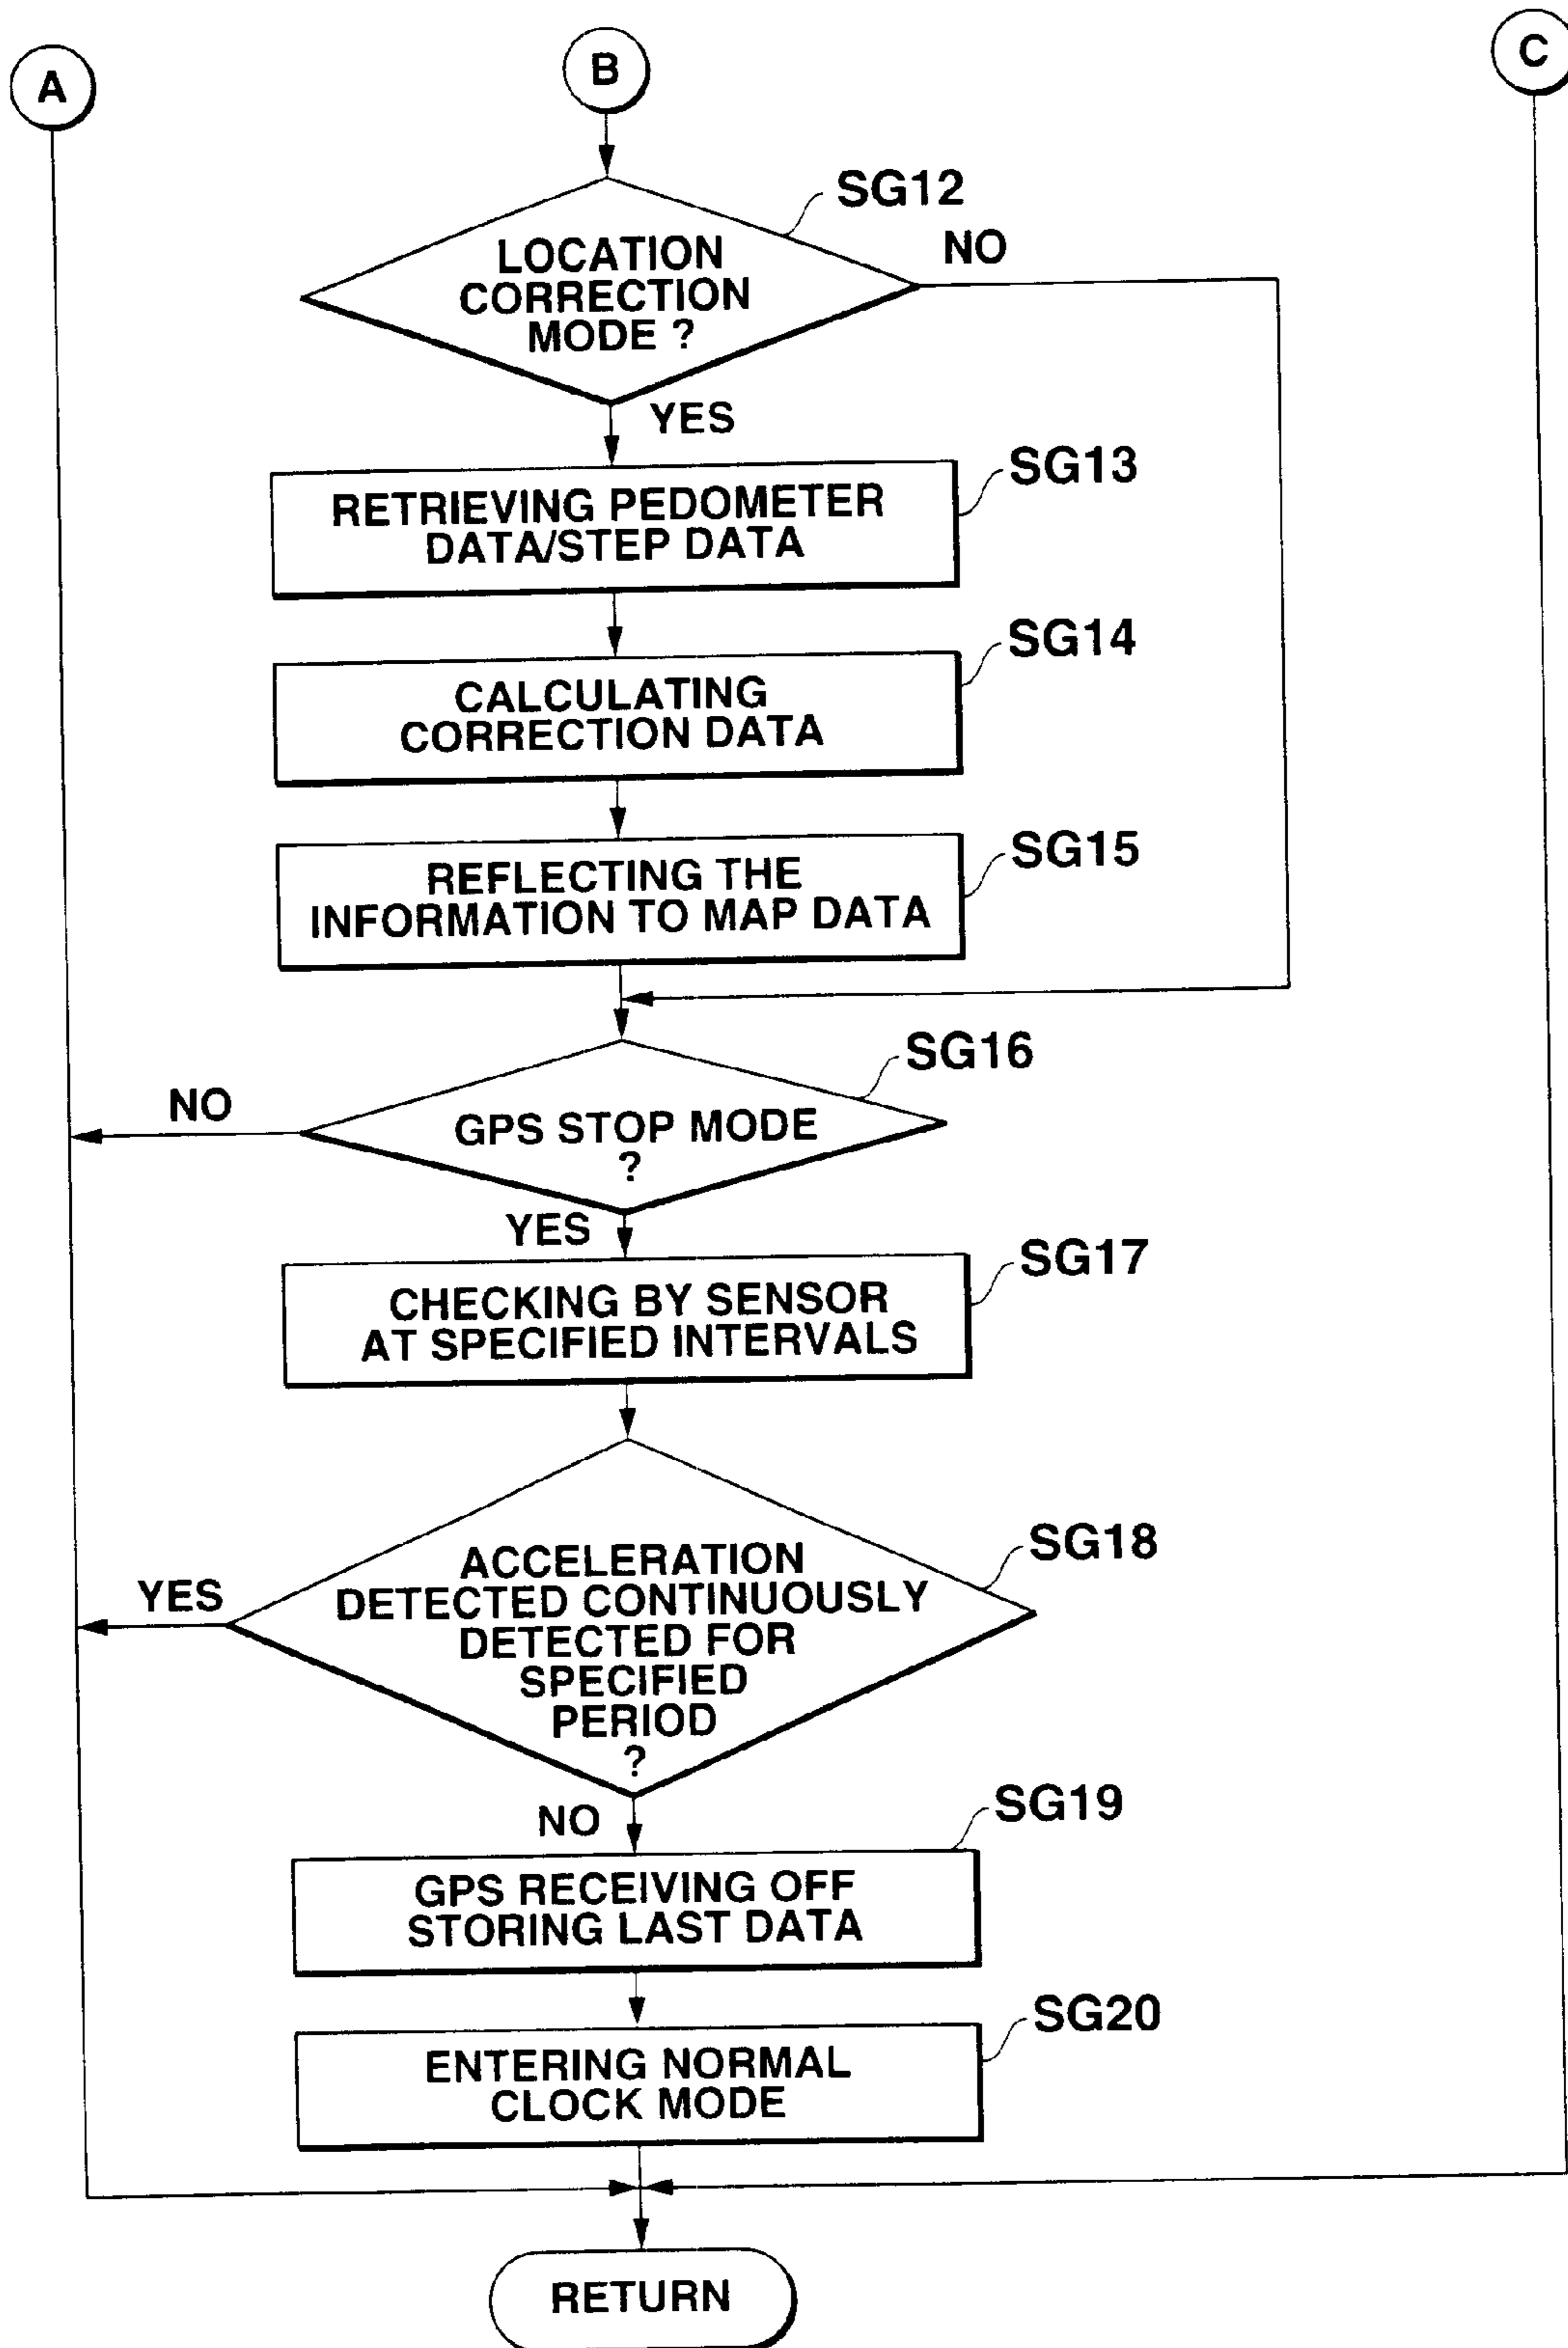 A
B
C
SG12
LOCATION
CORRECTION
MODE ?
NO
YES
SG13
RETRIEVING PEDOMETER
DATA/STEP DATA
SG14
CALCULATING
CORRECTION DATA
SG15
REFLECTING THE
INFORMATION TO MAP DATA
SG16
NO
GPS STOP MODE
?
YES
SG17
CHECKING BY SENSOR
AT SPECIFIED INTERVALS
SG18
YES
ACCELERATION
DETECTED CONTINUOUSLY
DETECTED FOR
SPECIFIED
PERIOD
?
NO
SG19
GPS RECEIVING OFF
STORING LAST DATA
SG20
ENTERING NORMAL
CLOCK MODE
RETURN